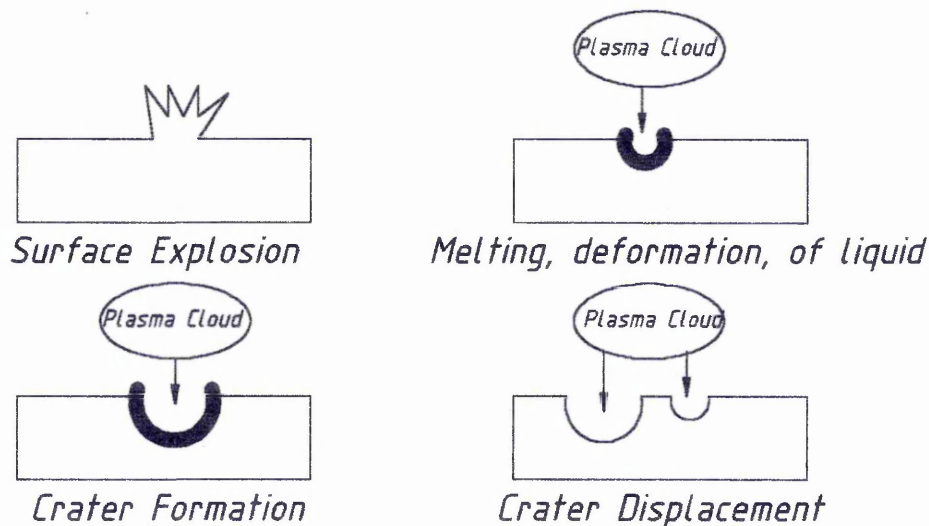 Plasma Cloud
Surface Explosion
Melting, deformation, of liquid
Plasma Cloud
Plasma Cloud
Crater Formation
Crater Displacement